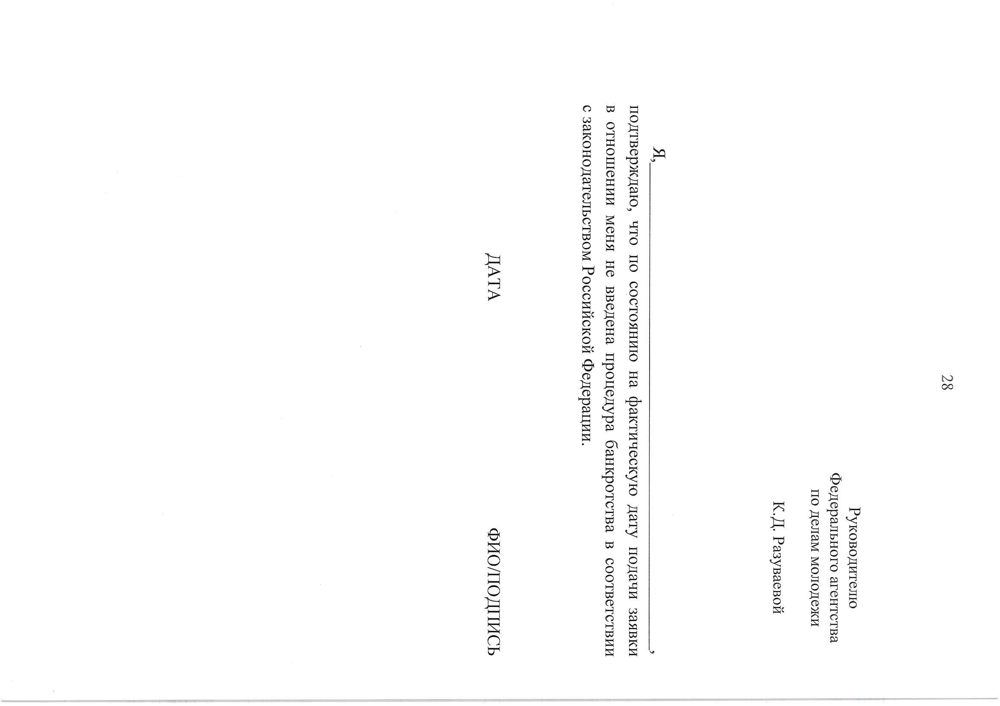 28
Руководителю
Федерального агентства
по делам молодежи
К.Д. Разуваевой
Я,___________________________________________,
подтверждаю, что по состоянию на фактическую дату подачи заявки
в отношении меня не введена процедура банкротства в соответствии
с законодательством Российской Федерации.
ДАТА ФИО/ПОДПИСЬ